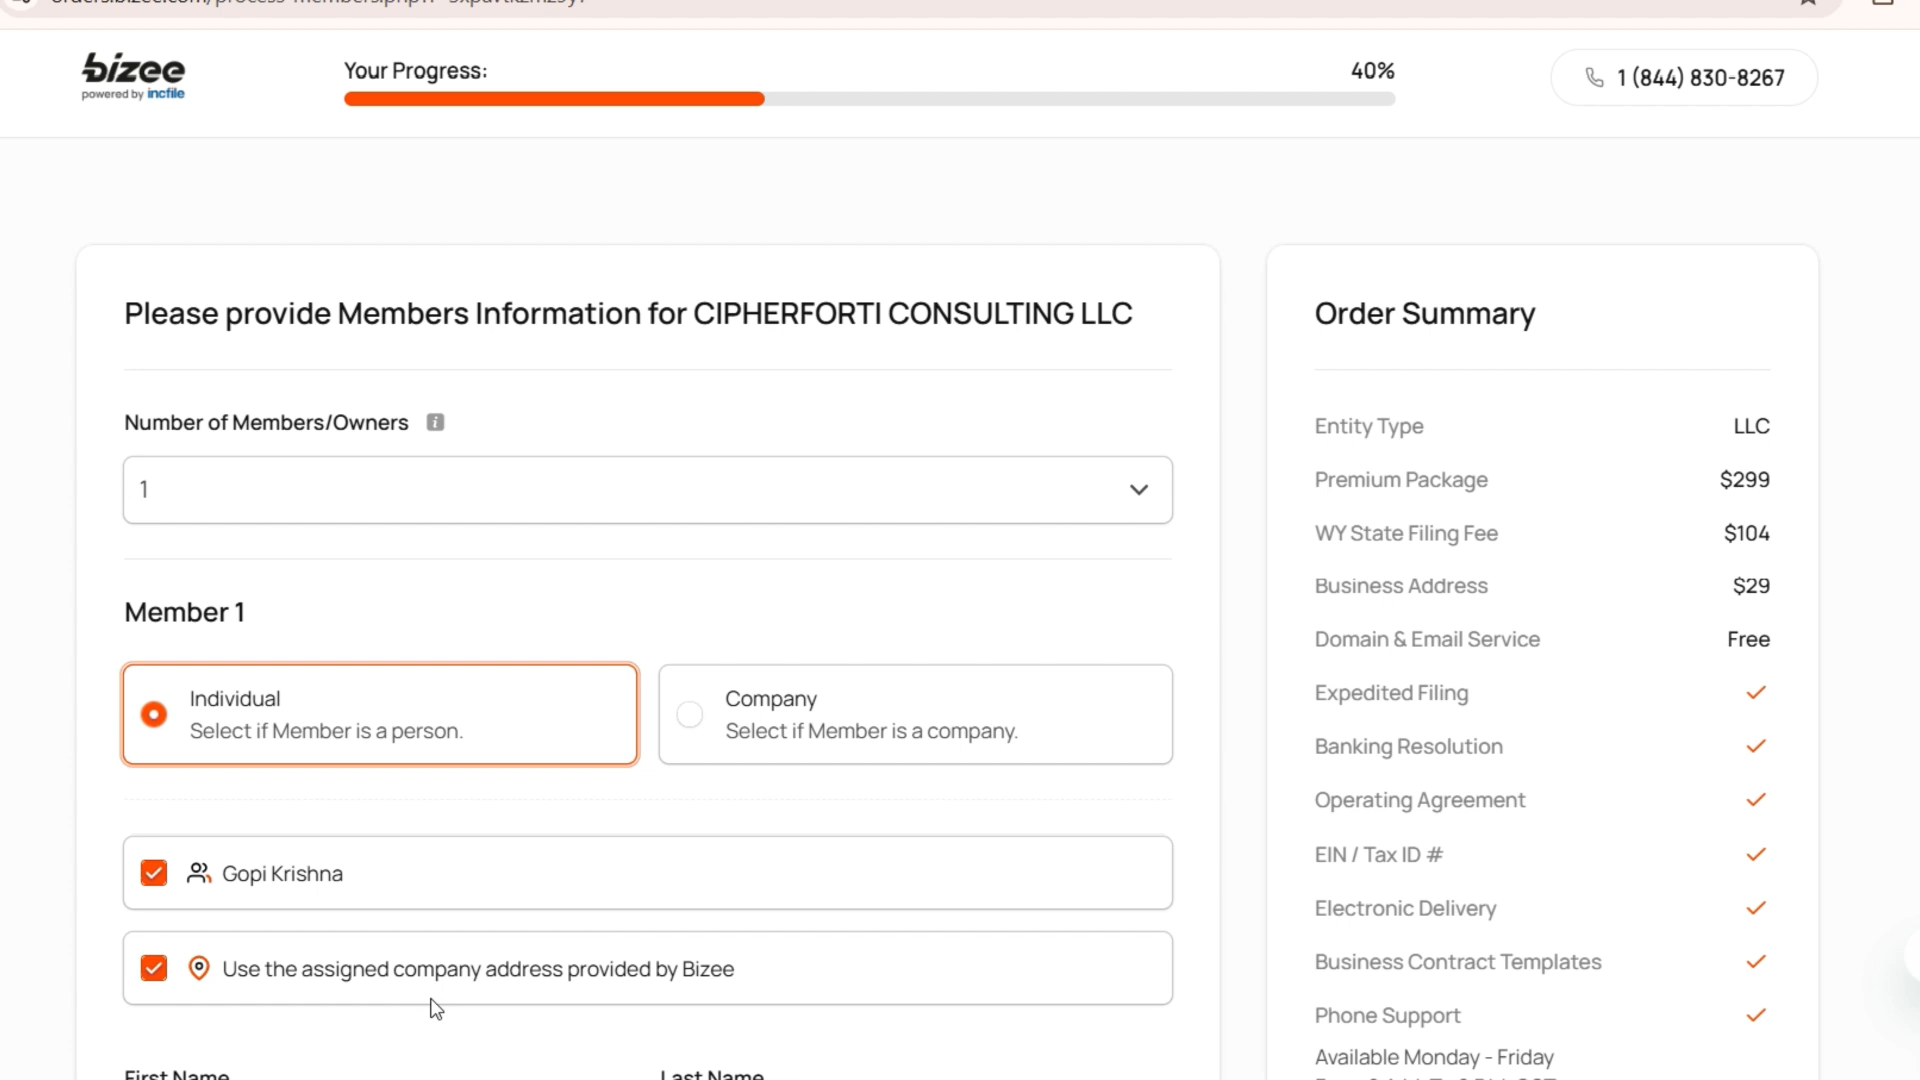 bizee
powered by incfile
Your Progress:
40%
1 (844) 830-8267
Please provide Members Information for CIPHERFORTI CONSULTING LLC
Number of Members/Owners
1
Member 1
Individual
Select if Member is a person.
Company
Select if Member is a company.
Gopi Krishna
Use the assigned company address provided by Bizee
First Name
Last Name
Order Summary
Entity Type LLC
Premium Package $299
WY State Filing Fee $104
Business Address $29
Domain & Email Service Free
Expedited Filing
Banking Resolution
Operating Agreement
EIN / Tax ID #
Electronic Delivery
Business Contract Templates
Phone Support
Available Monday - Friday